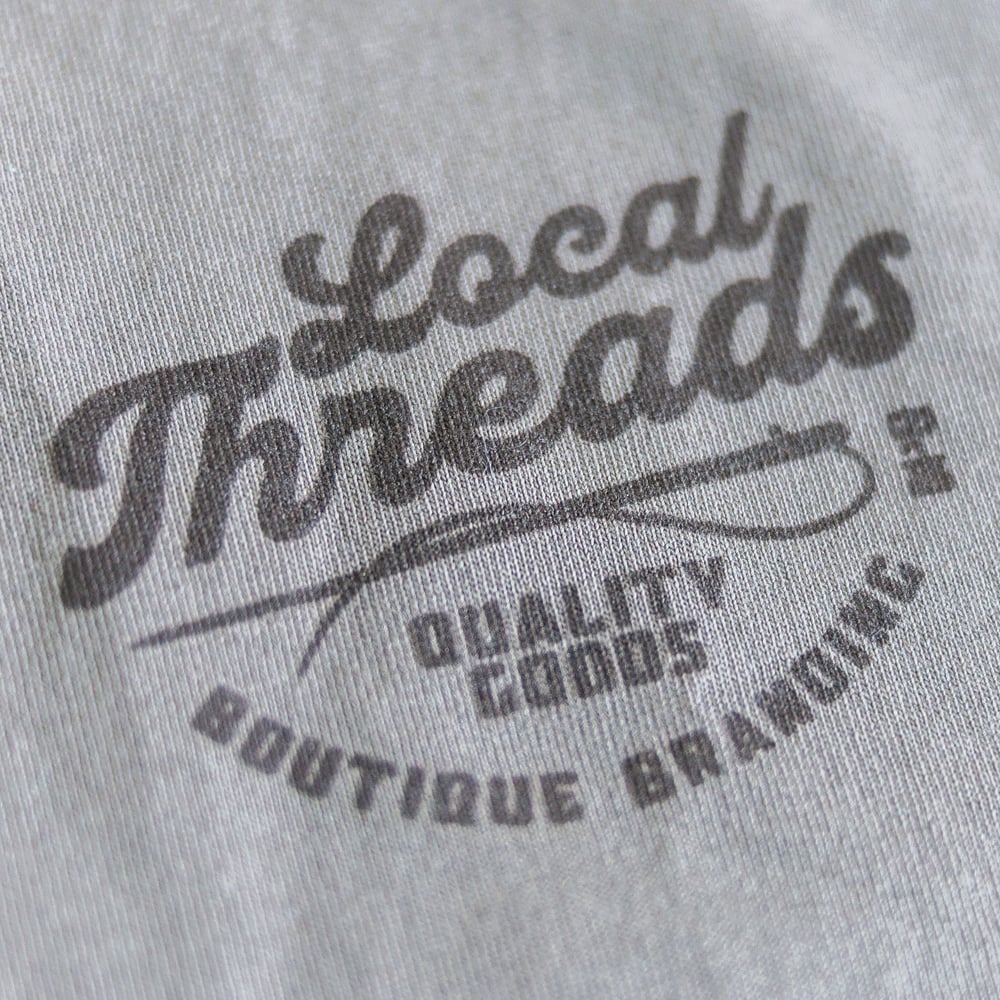 Local
Threads
QUALITY
GOODS
BOUTIQUE BRANDING